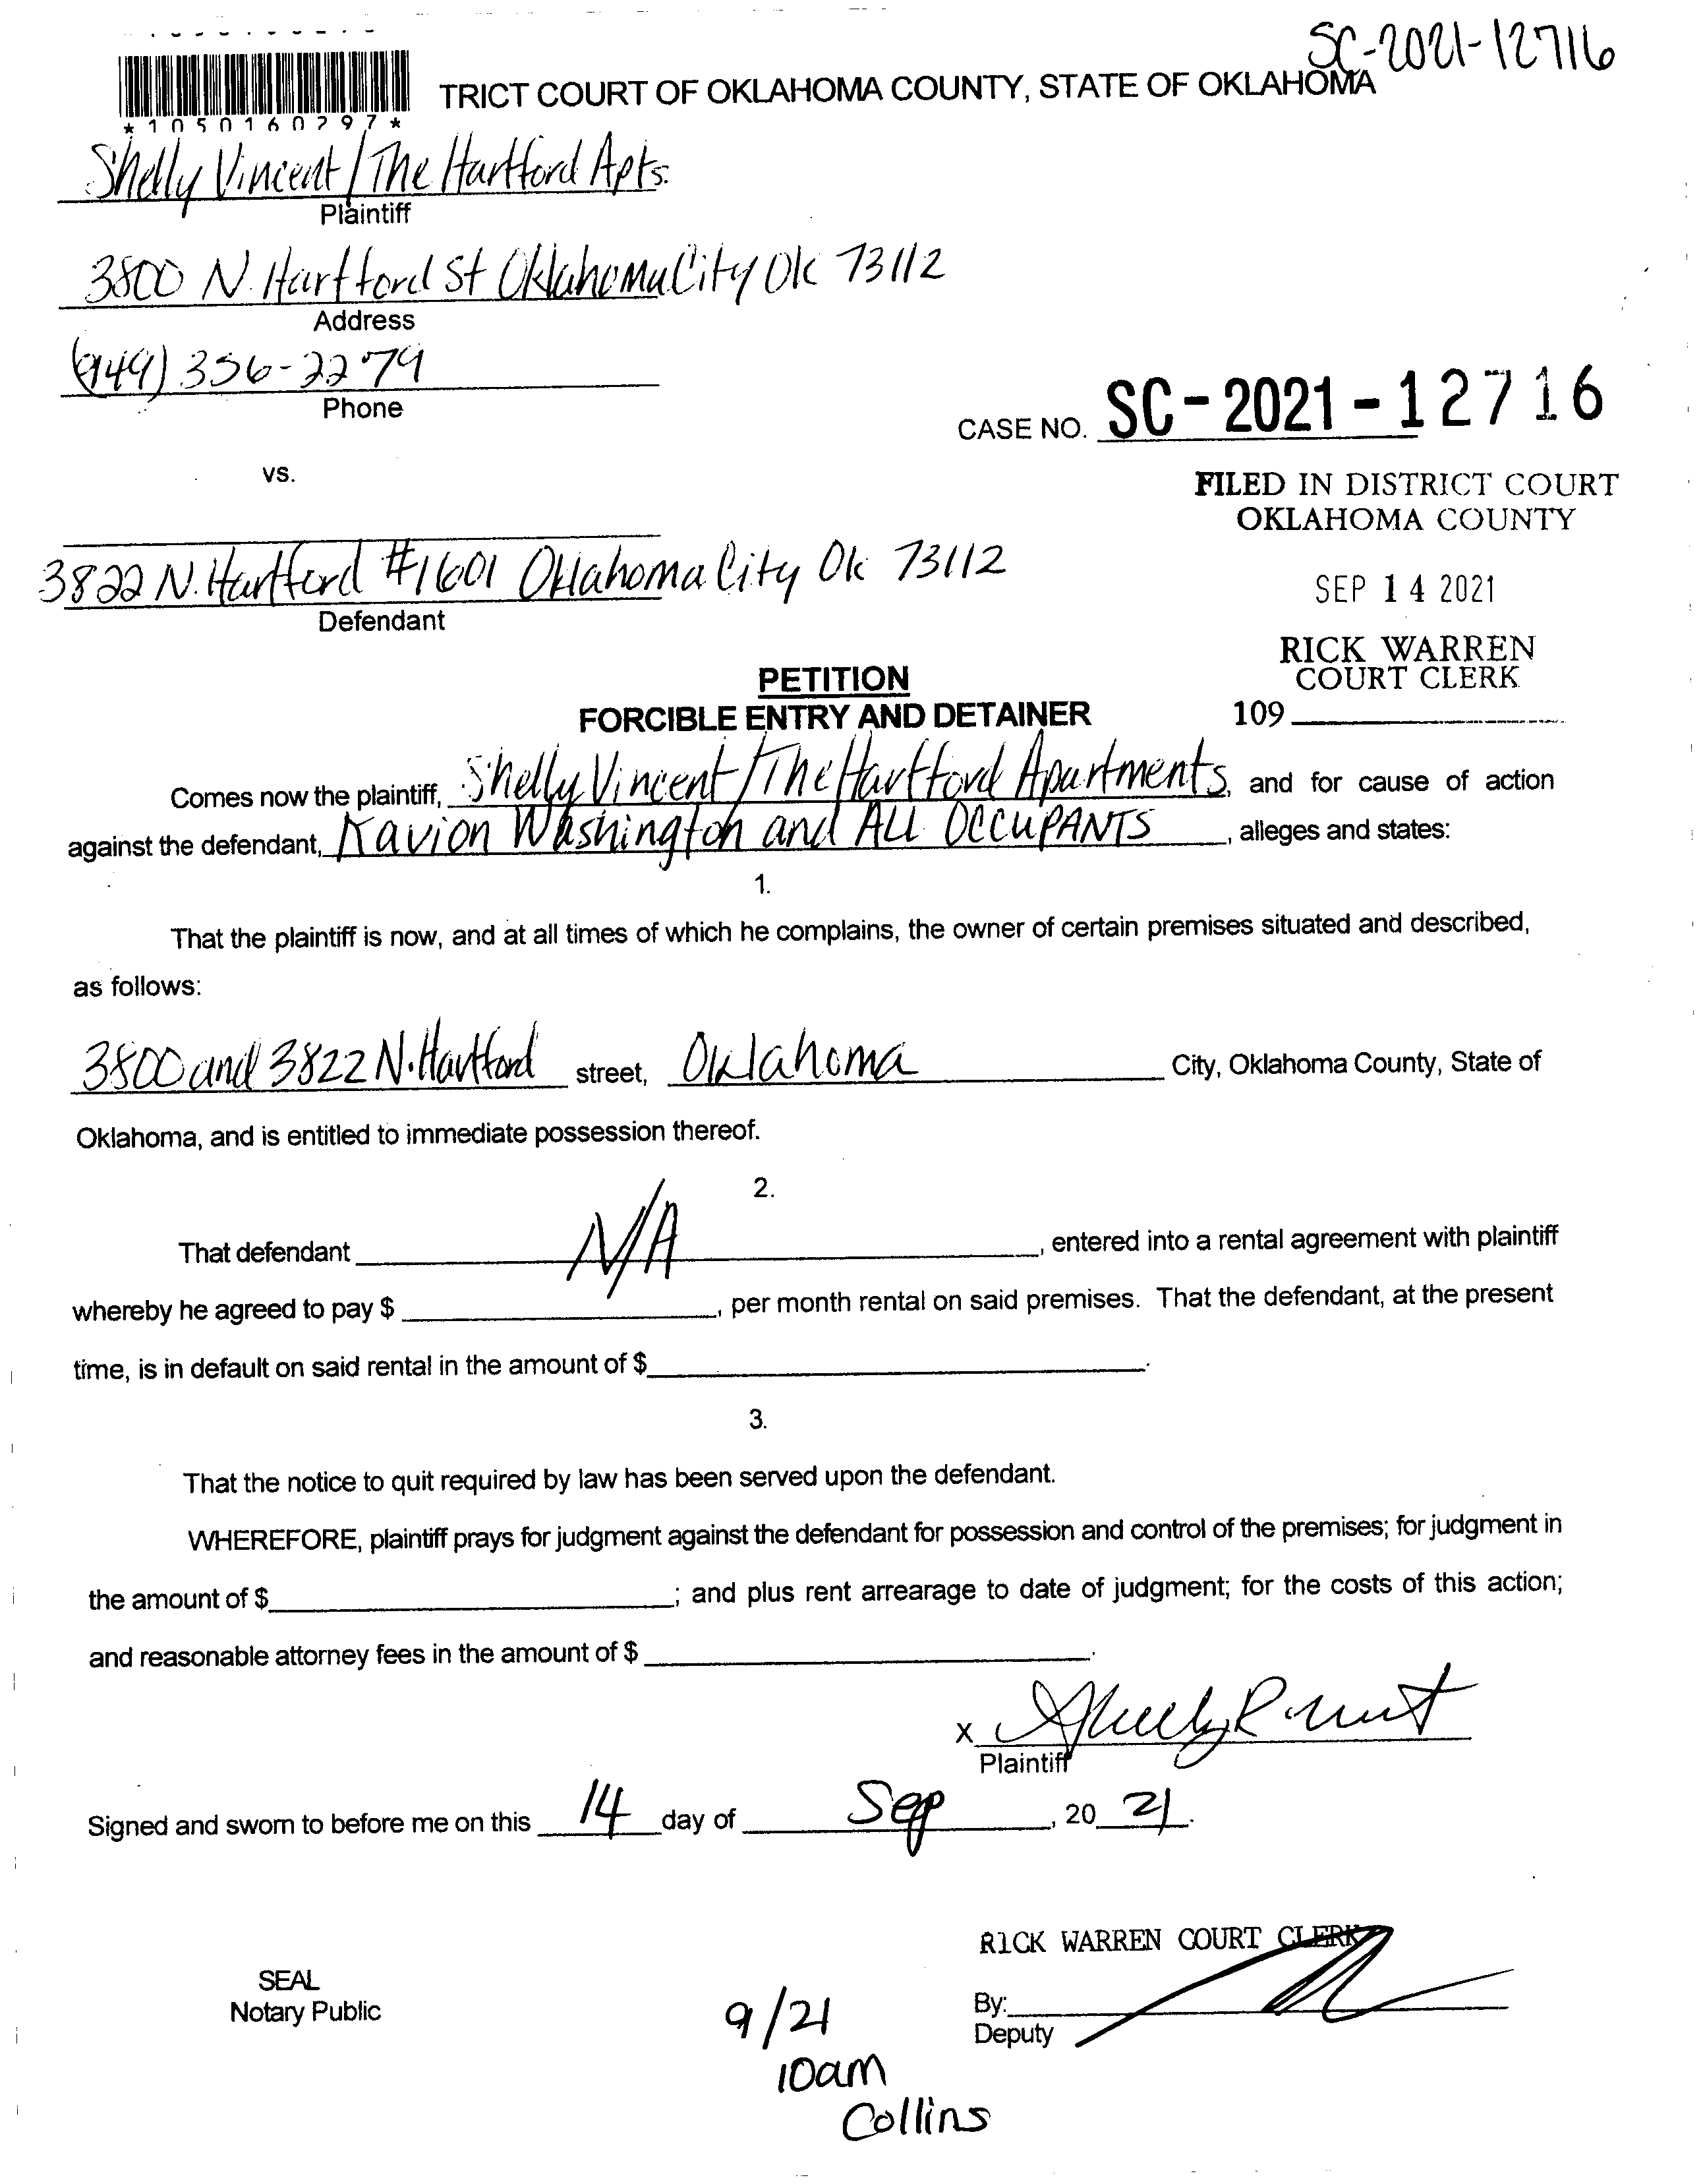 SC-2021-12716
TRICT COURT OF OKLAHOMA COUNTY, STATE OF OKLAHOMA
*1050160297*
Shelly Vincent/The Hartford Apts.
Plaintiff
3800 N. Hartford St Oklahoma City Ok 73112
Address
(949) 356-2279
Phone
CASE NO. SC-2021-12716
vs.
FILED IN DISTRICT COURT
OKLAHOMA COUNTY
3822 N. Hartford #1601 Oklahoma City Ok 73112
SEP 14 2021
Defendant
RICK WARREN
COURT CLERK
PETITION
FORCIBLE ENTRY AND DETAINER
109
Comes now the plaintiff, Shelly Vincent/The Hartford Apartments, and for cause of action
against the defendant, Kavion Washington and ALL OCCUPANTS, alleges and states:
1.
That the plaintiff is now, and at all times of which he complains, the owner of certain premises situated and described,
as follows:
3800 and 3822 N. Hartford street, Oklahoma City, Oklahoma County, State of
Oklahoma, and is entitled to immediate possession thereof.
2.
That defendant N/A, entered into a rental agreement with plaintiff
whereby he agreed to pay $ , per month rental on said premises. That the defendant, at the present
time, is in default on said rental in the amount of $ .
3.
That the notice to quit required by law has been served upon the defendant.
WHEREFORE, plaintiff prays for judgment against the defendant for possession and control of the premises; for judgment in
the amount of $ ; and plus rent arrearage to date of judgment; for the costs of this action;
and reasonable attorney fees in the amount of $ .
X
Plaintiff
Signed and sworn to before me on this 14 day of Sep, 20 21.
RICK WARREN COURT CLERK
SEAL
Notary Public
By:
Deputy
9/21
10am
Collins